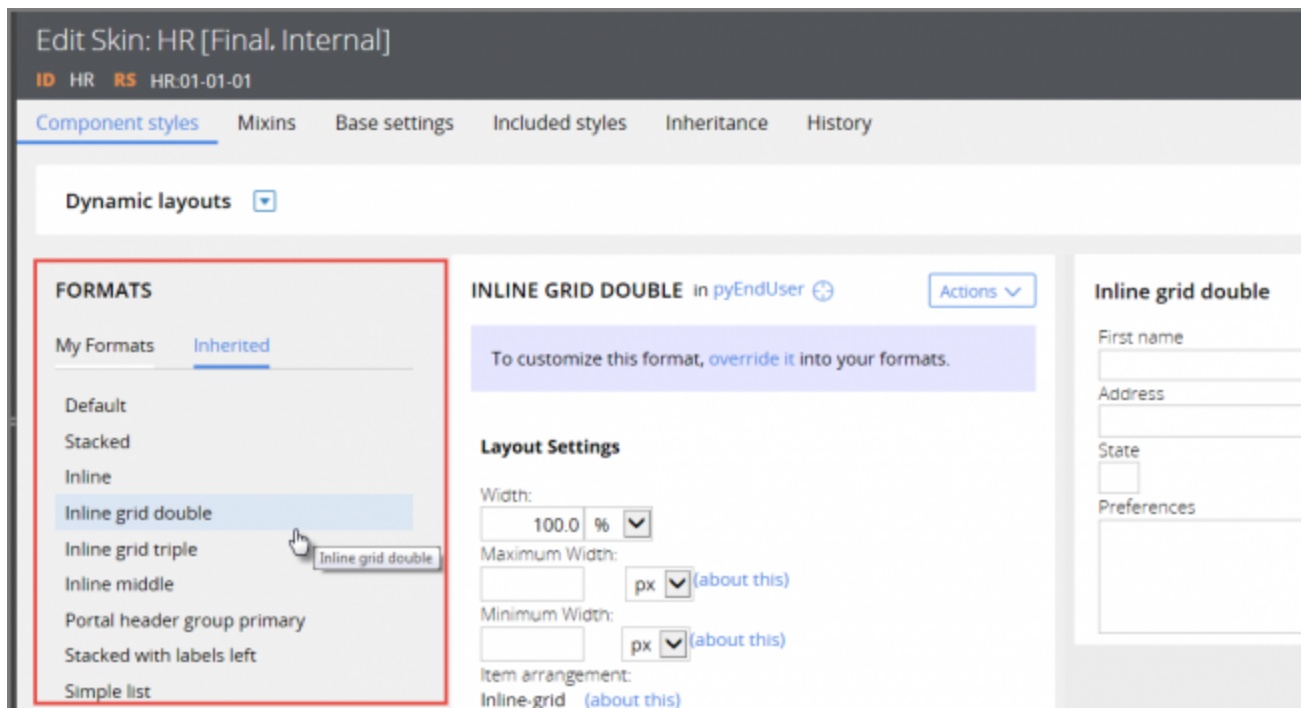 Edit Skin: HR [Final, Internal]
ID HR RS HR:01-01-01
Component styles Mixins Base settings Included styles Inheritance History
Dynamic layouts
FORMATS
My Formats Inherited
Default
Stacked
Inline
Inline grid double
Inline grid double
Inline grid triple
Inline middle
Portal header group primary
Stacked with labels left
Simple list
INLINE GRID DOUBLE in pyEndUser Actions
To customize this format, override it into your formats.
Layout Settings
Width:
100.0 %
Maximum Width:
px (about this)
Minimum Width:
px (about this)
Item arrangement:
Inline-grid (about this)
Inline grid double
First name
Address
State
Preferences